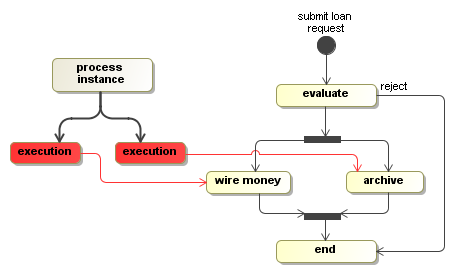 submit loan
request
process
instance
evaluate
reject
execution
execution
wire money
archive
end